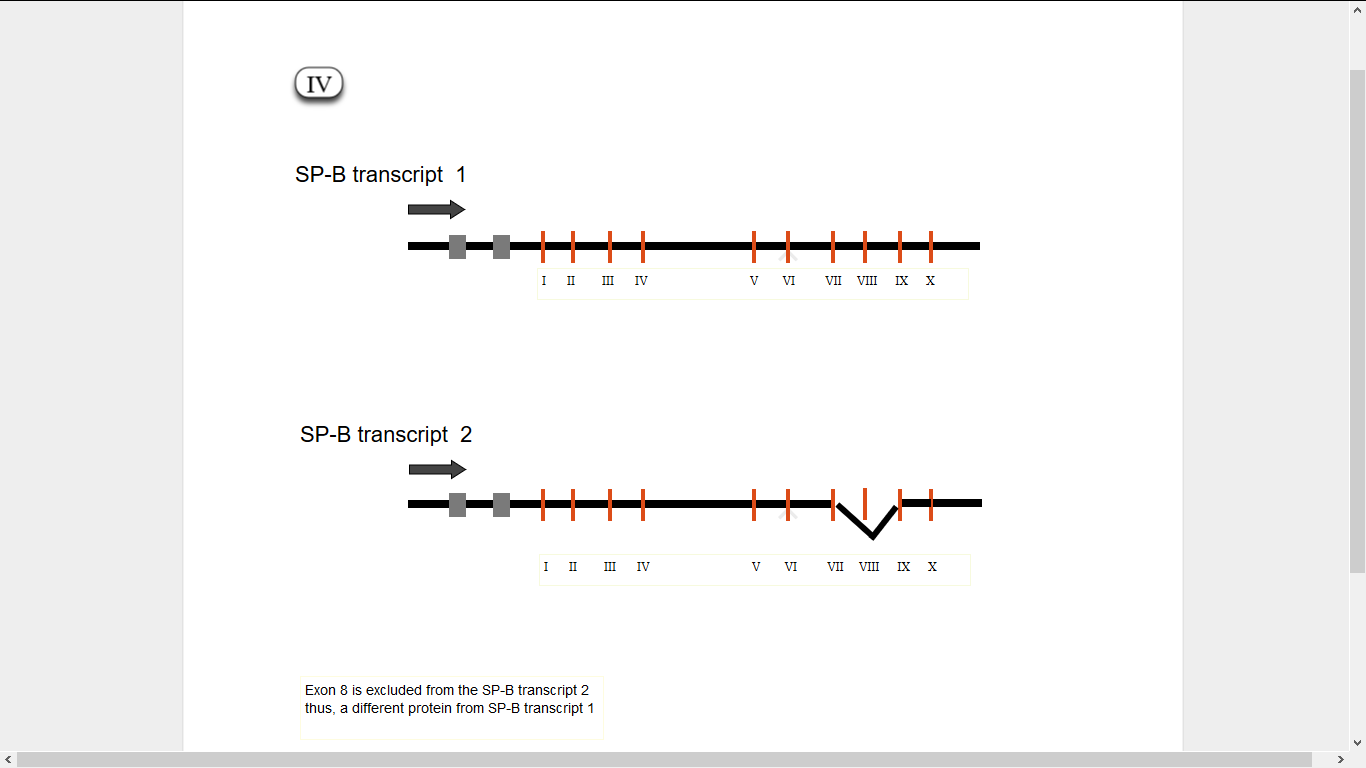 IV
SP-B transcript 1
I II III IV V VI VII VIII IX X
SP-B transcript 2
I II III IV V VI VII VIII IX X
Exon 8 is excluded from the SP-B transcript 2
thus, a different protein from SP-B transcript 1